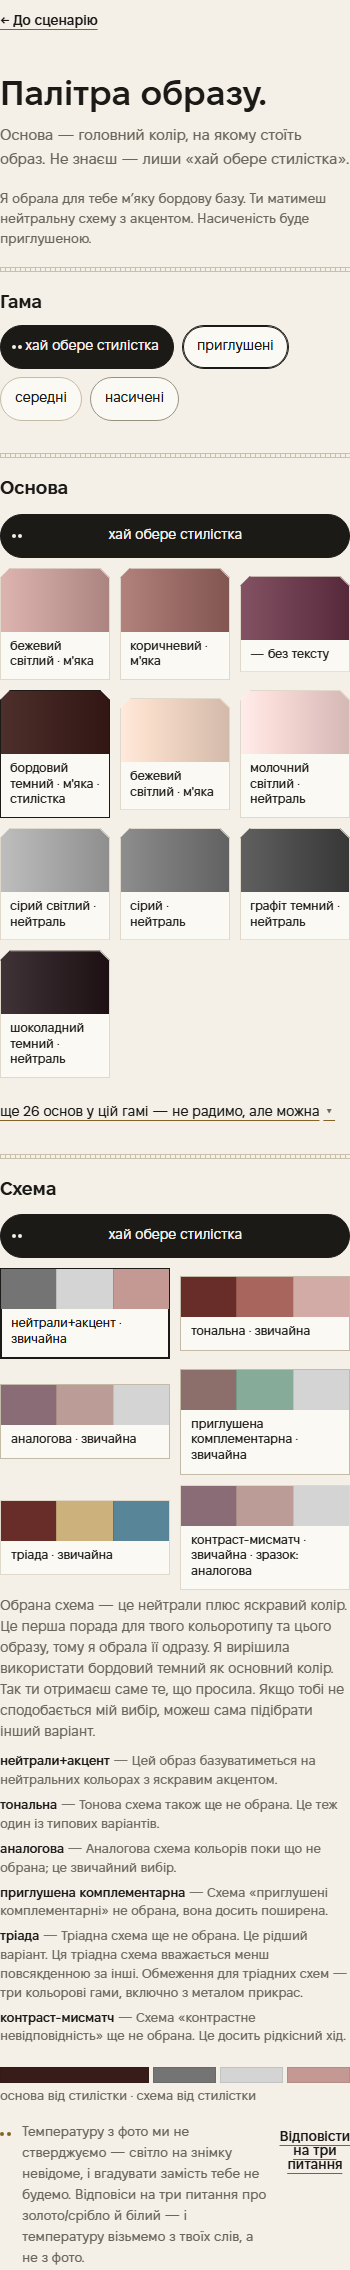 ← До сценарію
Палітра образу.
Основа — головний колір, на якому стоїть
образ. Не знаєш — лиши «хай обере стилістка».
Я обрала для тебе м’яку бордову базу. Ти матимеш
нейтральну схему з акцентом. Насиченість буде
приглушеною.
Гама
•• хай обере стилістка
приглушені
середні
насичені
Основа
•• хай обере стилістка
бежевий
світлий · м'яка
коричневий ·
м'яка
— без тексту
бордовий
темний · м'яка ·
стилістка
бежевий
світлий · м'яка
молочний
світлий ·
нейтраль
сірий світлий ·
нейтраль
сірий ·
нейтраль
графіт темний ·
нейтраль
шоколадний
темний ·
нейтраль
ще 26 основ у цій гамі — не радимо, але можна ▾
Схема
•• хай обере стилістка
нейтрали+акцент ·
звичайна
тональна · звичайна
аналогова · звичайна
приглушена
комплементарна ·
звичайна
тріада · звичайна
контраст-мисматч ·
звичайна · зразок:
аналогова
Обрана схема — це нейтрали плюс яскравий колір.
Це перша порада для твого кольоротипу та цього
образу, тому я обрала її одразу. Я вирішила
використати бордовий темний як основний колір.
Так ти отримаєш саме те, що просила. Якщо тобі не
сподобається мій вибір, можеш сама підібрати
інший варіант.
нейтрали+акцент — Цей образ базуватиметься на
нейтральних кольорах з яскравим акцентом.
тональна — Тонова схема також ще не обрана. Це теж
один із типових варіантів.
аналогова — Аналогова схема кольорів поки що не
обрана; це звичайний вибір.
приглушена комплементарна — Схема «приглушені
комплементарні» не обрана, вона досить поширена.
тріада — Тріадна схема ще не обрана. Це рідший
варіант. Ця тріадна схема вважається менш
повсякденною за інші. Обмеження для тріадних схем —
три кольорові гами, включно з металом прикрас.
контраст-мисматч — Схема «контрастне
невідповідність» ще не обрана. Це досить рідкісний хід.
основа від стилістки · схема від стилістки
•• Температуру з фото ми не
стверджуємо — світло на знімку
невідоме, і вгадувати замість тебе не
будемо. Відповіси на три питання про
золото/срібло й білий — і
температуру візьмемо з твоїх слів, а
не з фото.
Відповісти
на три
питання